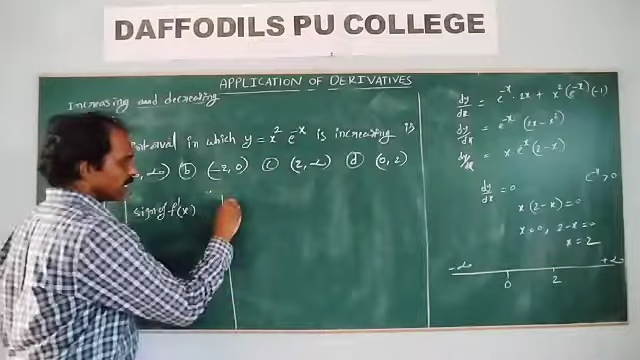 DAFFODILS PU COLLEGE
APPLICATION OF DERIVATIVES
Increasing and decreasing
interval in which y = x² e⁻ˣ is increasing is
, ∞) ⓑ (-2, 0) ⓒ (2, ∞) ⓓ (0, 2)
sign of f'(x)
dy/dx = e⁻ˣ · 2x + x² (e⁻ˣ)(-1)
dy/dx = e⁻ˣ (2x - x²)
dy/dx = x e⁻ˣ (2 - x)
dy/dx = 0 e⁻ˣ > 0
x(2-x) = 0
x = 0, 2-x = 0
x = 2
-∞ +∞
0 2